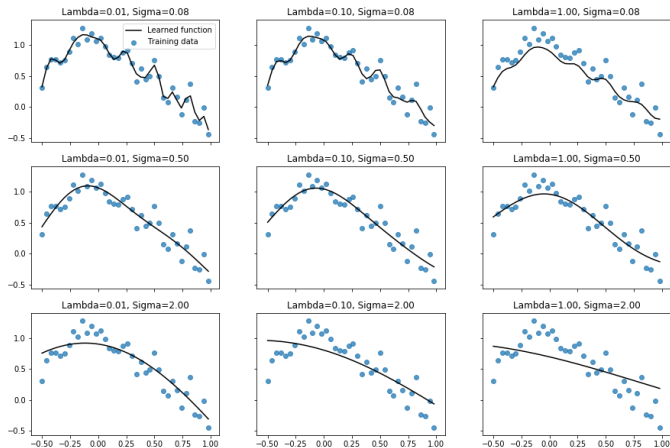 Lambda=0.01, Sigma=0.08
Lambda=0.10, Sigma=0.08
Lambda=1.00, Sigma=0.08
Learned function
Training data
1.0
0.5
0.0
−0.5
Lambda=0.01, Sigma=0.50
Lambda=0.10, Sigma=0.50
Lambda=1.00, Sigma=0.50
1.0
0.5
0.0
−0.5
Lambda=0.01, Sigma=2.00
Lambda=0.10, Sigma=2.00
Lambda=1.00, Sigma=2.00
1.0
0.5
0.0
−0.5
−0.50 −0.25 0.00 0.25 0.50 0.75 1.00
−0.50 −0.25 0.00 0.25 0.50 0.75 1.00
−0.50 −0.25 0.00 0.25 0.50 0.75 1.00